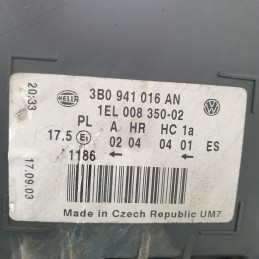 HELLA
3B0 941 016 AN
1EL 008 350-02
PL A HR HC 1a
17.5 E1 02 04 04 01 ES
1186 ← ←
Made in Czech Republic UM7
20:33
17.09.03